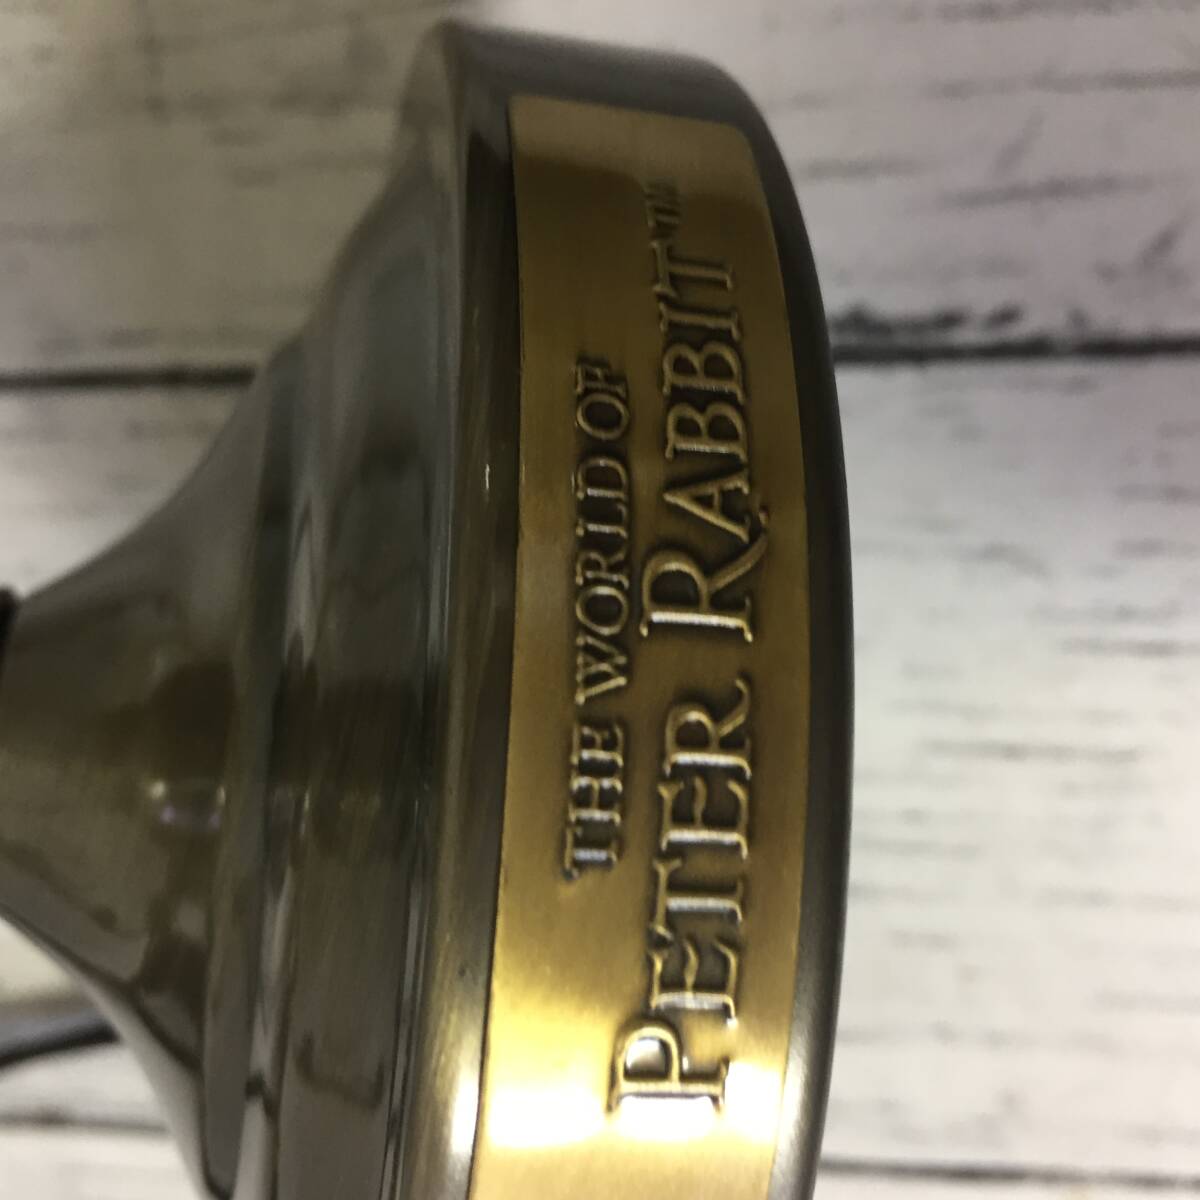 THE WORLD OF
PETER RABBIT™